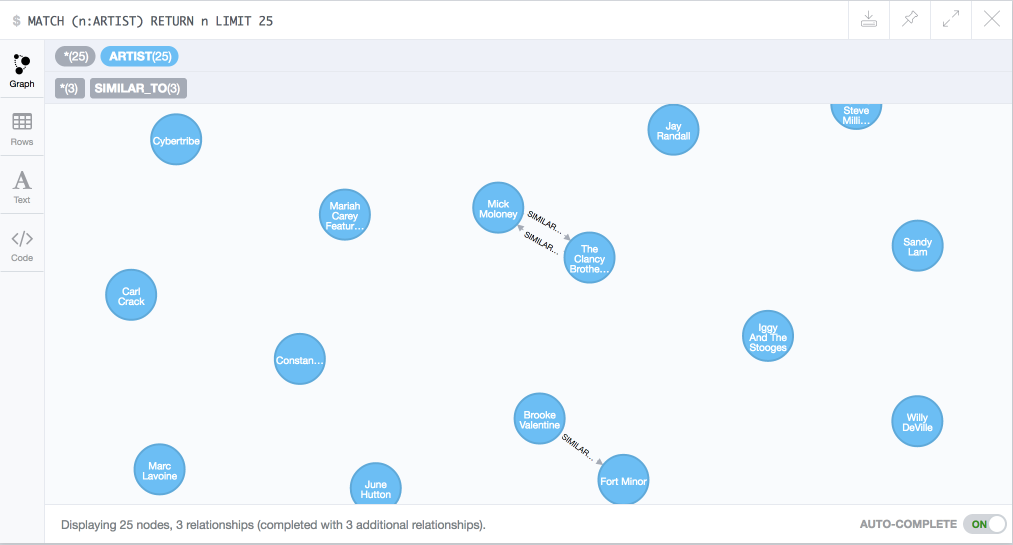 $ MATCH (n:ARTIST) RETURN n LIMIT 25
*(25) ARTIST(25)
*(3) SIMILAR_TO(3)
Graph
Rows
Text
Code
Cybertribe
Jay
Randall
Steve
Milli...
Mariah
Carey
Featur...
Mick
Moloney
SIMILAR...
SIMILAR...
The
Clancy
Brothe...
Sandy
Lam
Carl
Crack
Iggy
And The
Stooges
Constan...
Brooke
Valentine
SIMILAR...
Willy
DeVille
Marc
Lavoine
June
Hutton
Fort Minor
Displaying 25 nodes, 3 relationships (completed with 3 additional relationships).
AUTO-COMPLETE ON